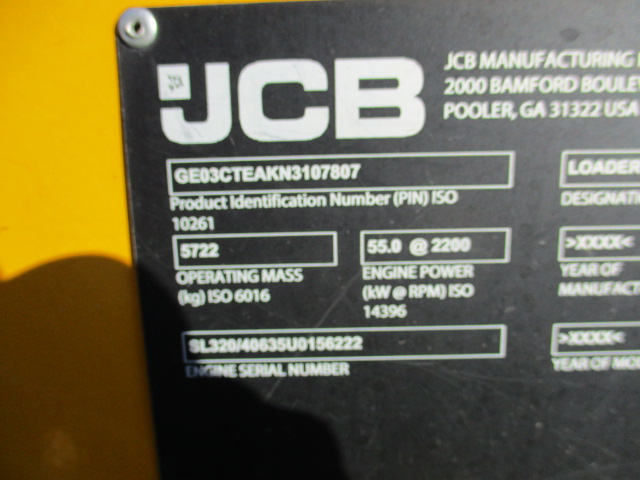 JCB
JCB MANUFACTURING
2000 BAMFORD BOULEV
POOLER, GA 31322 USA
GE03CTEAKN3107807
LOADER
Product Identification Number (PIN) ISO
10261
DESIGNATI
5722
55.0 @ 2200
>XXXX<
OPERATING MASS
(kg) ISO 6016
ENGINE POWER
(kW @ RPM) ISO
14396
YEAR OF
MANUFACT
SL320/40635U0156222
>XXXX<
ENGINE SERIAL NUMBER
YEAR OF MOD